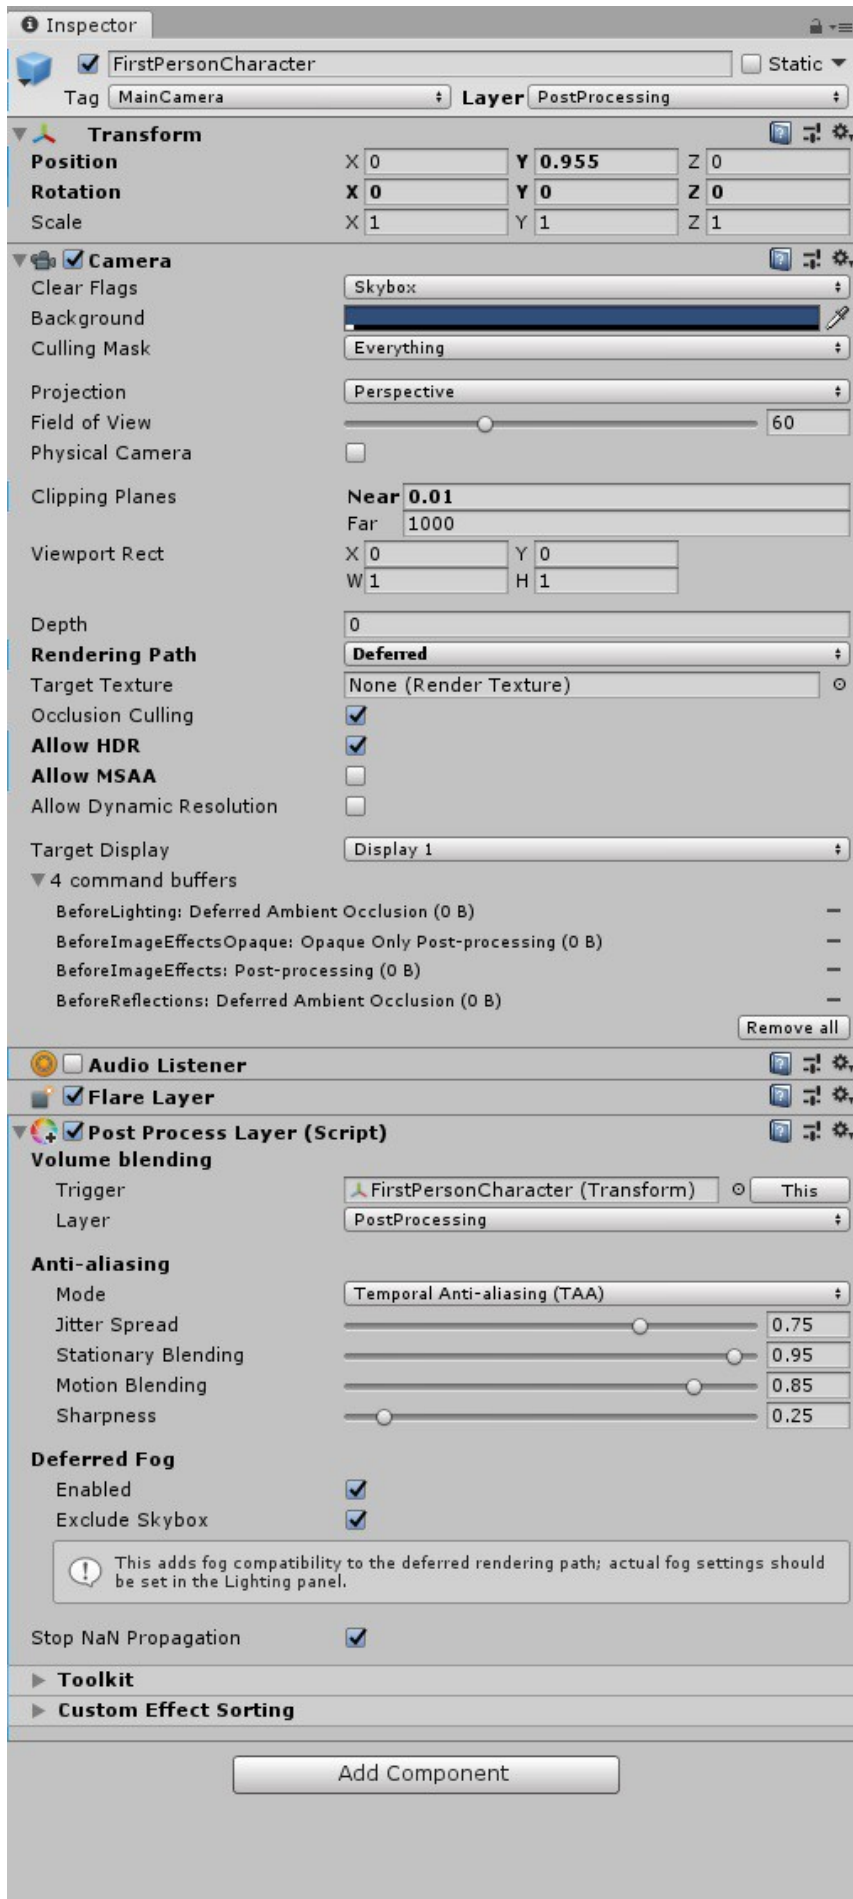 Inspector
FirstPersonCharacter Static
Tag MainCamera Layer PostProcessing
Transform
Position X 0 Y 0.955 Z 0
Rotation X 0 Y 0 Z 0
Scale X 1 Y 1 Z 1
Camera
Clear Flags Skybox
Background
Culling Mask Everything
Projection Perspective
Field of View 60
Physical Camera
Clipping Planes Near 0.01
Far 1000
Viewport Rect X 0 Y 0
W 1 H 1
Depth 0
Rendering Path Deferred
Target Texture None (Render Texture)
Occlusion Culling
Allow HDR
Allow MSAA
Allow Dynamic Resolution
Target Display Display 1
4 command buffers
BeforeLighting: Deferred Ambient Occlusion (0 B)
BeforeImageEffectsOpaque: Opaque Only Post-processing (0 B)
BeforeImageEffects: Post-processing (0 B)
BeforeReflections: Deferred Ambient Occlusion (0 B)
Remove all
Audio Listener
Flare Layer
Post Process Layer (Script)
Volume blending
Trigger FirstPersonCharacter (Transform) This
Layer PostProcessing
Anti-aliasing
Mode Temporal Anti-aliasing (TAA)
Jitter Spread 0.75
Stationary Blending 0.95
Motion Blending 0.85
Sharpness 0.25
Deferred Fog
Enabled
Exclude Skybox
This adds fog compatibility to the deferred rendering path; actual fog settings should
be set in the Lighting panel.
Stop NaN Propagation
Toolkit
Custom Effect Sorting
Add Component